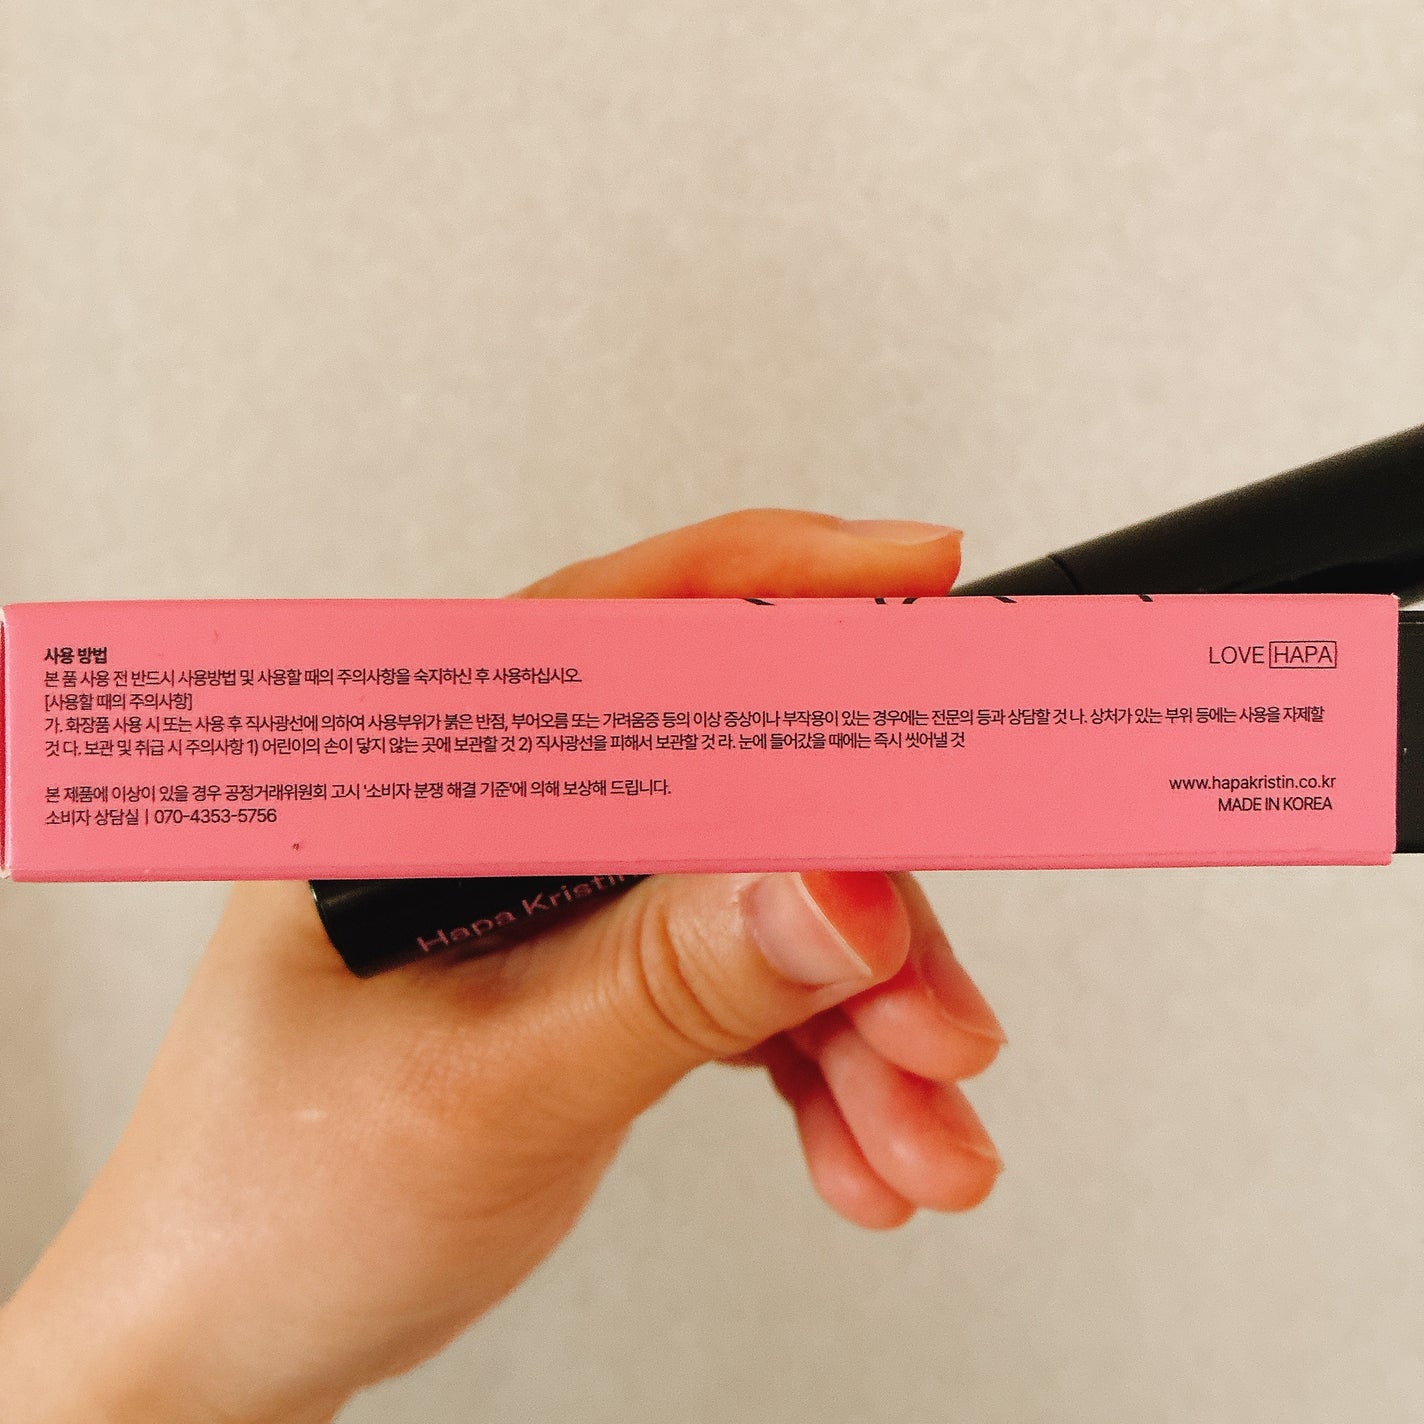 사용 방법
본 품 사용 전 반드시 사용방법 및 사용할 때의 주의사항을 숙지하신 후 사용하십시오.
[사용할 때의 주의사항]
가. 화장품 사용 시 또는 사용 후 직사광선에 의하여 사용부위가 붉은 반점, 부어오름 또는 가려움증 등의 이상 증상이나 부작용이 있는 경우에는 전문의 등과 상담할 것 나. 상처가 있는 부위 등에는 사용을 자제할
것 다. 보관 및 취급 시 주의사항 1) 어린이의 손이 닿지 않는 곳에 보관할 것 2) 직사광선을 피해서 보관할 것 라. 눈에 들어갔을 때에는 즉시 씻어낼 것
본 제품에 이상이 있을 경우 공정거래위원회 고시 '소비자 분쟁 해결 기준'에 의해 보상해 드립니다.
소비자 상담실 | 070-4353-5756
LOVE HAPA
www.hapakristin.co.kr
MADE IN KOREA
Hapa Kristin